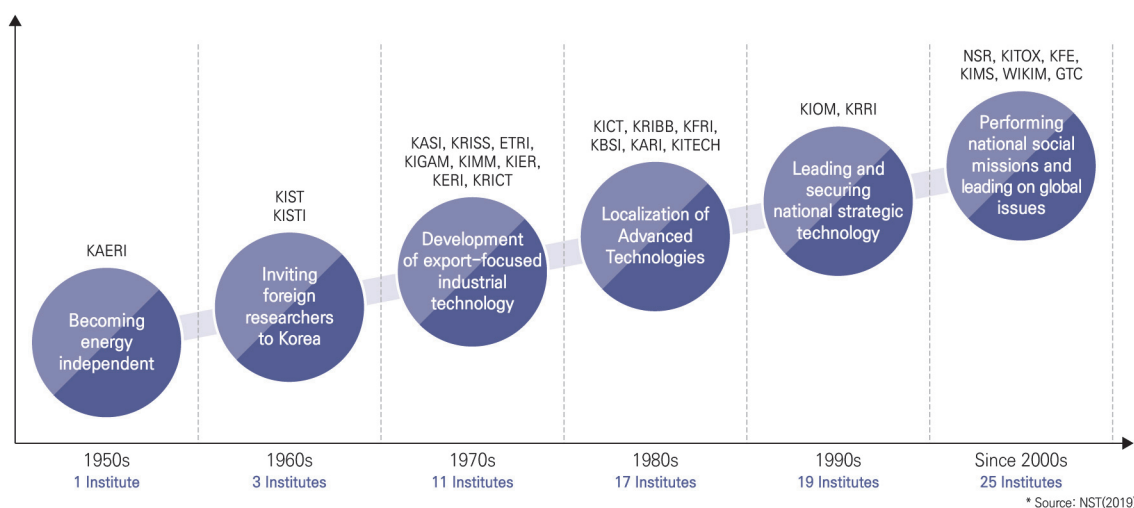 KAERI
Becoming
energy
independent
KIST
KISTI
Inviting
foreign
researchers
to Korea
KASI, KRISS, ETRI,
KIGAM, KIMM, KIER,
KERI, KRICT
Development
of export-focused
industrial
technology
KICT, KRIBB, KFRI,
KBSI, KARI, KITECH
Localization of
Advanced
Technologies
KIOM, KRRI
Leading and
securing
national strategic
technology
NSR, KITOX, KFE,
KIMS, WIKIM, GTC
Performing
national social
missions and
leading on global
issues
1950s
1 Institute
1960s
3 Institutes
1970s
11 Institutes
1980s
17 Institutes
1990s
19 Institutes
Since 2000s
25 Institutes
* Source: NST(2019)